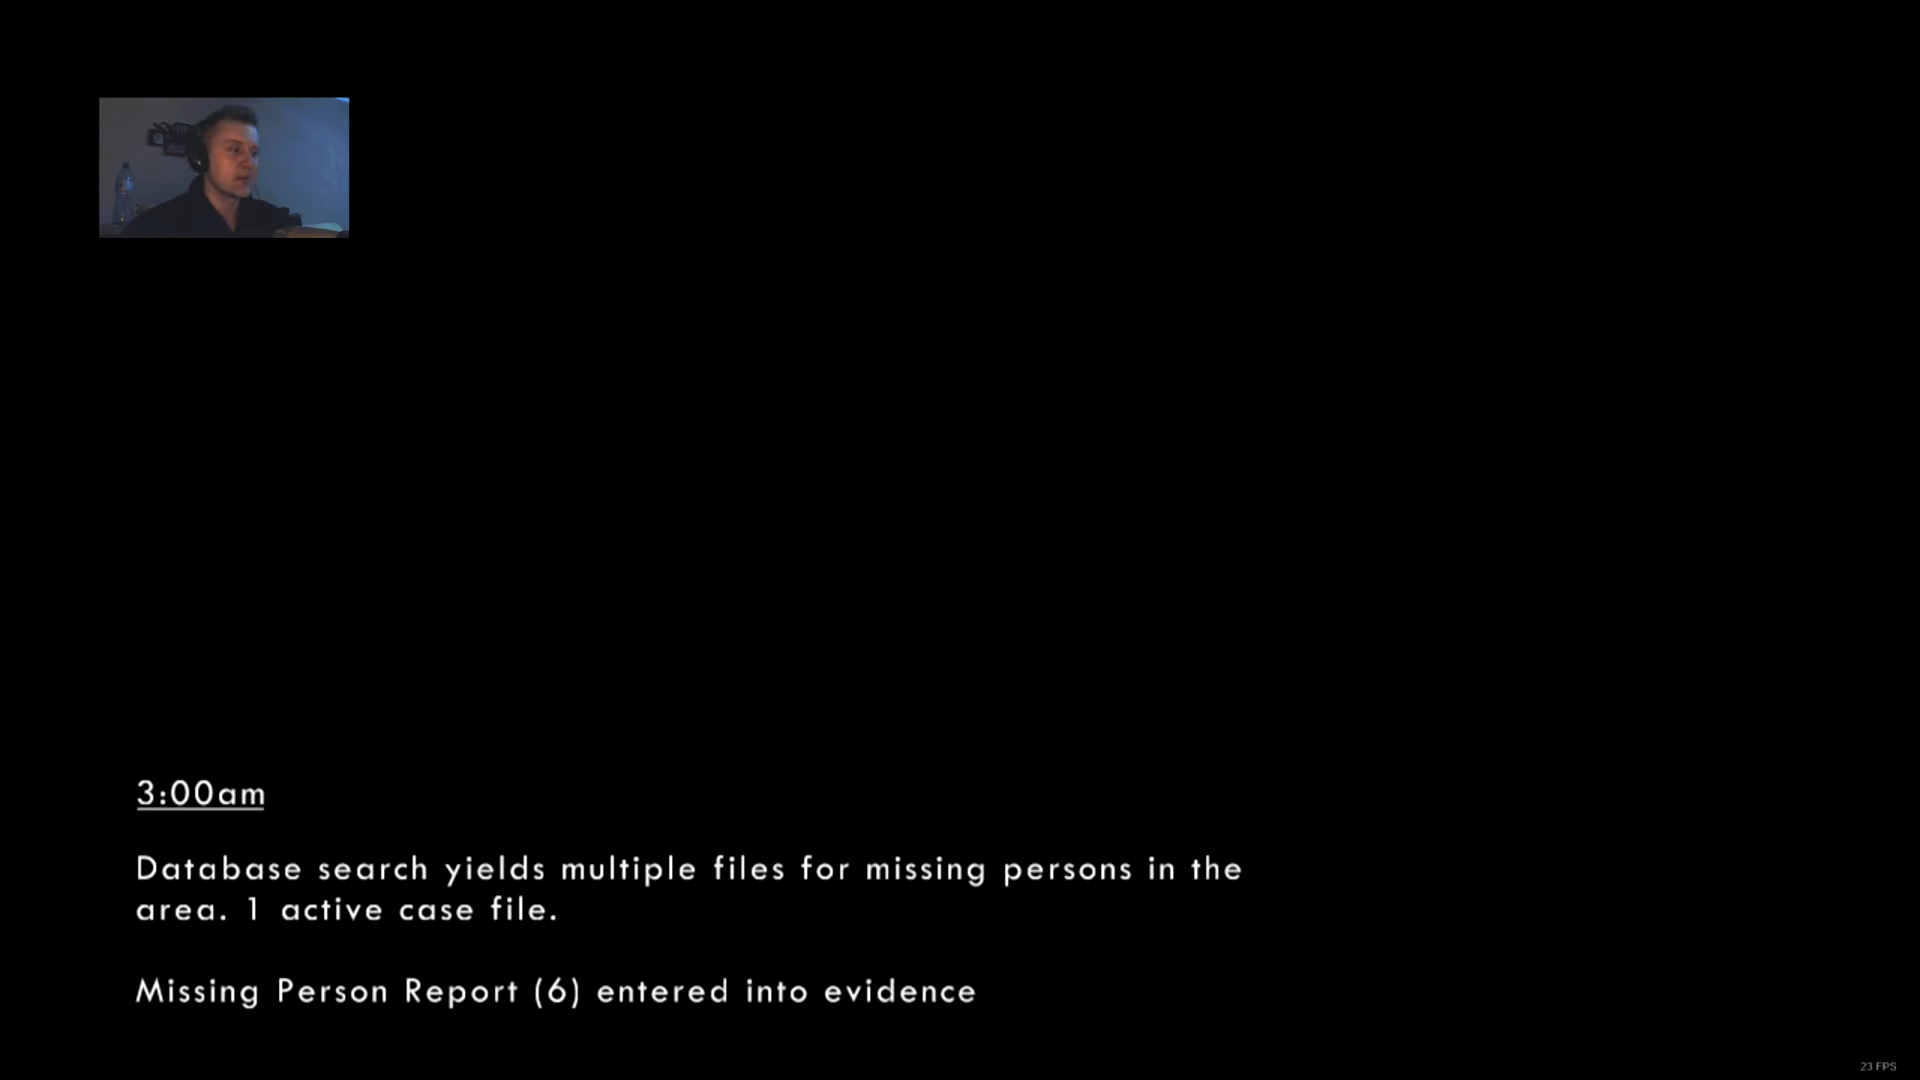 3:00am
Database search yields multiple files for missing persons in the
area. 1 active case file.
Missing Person Report (6) entered into evidence
23 FPS